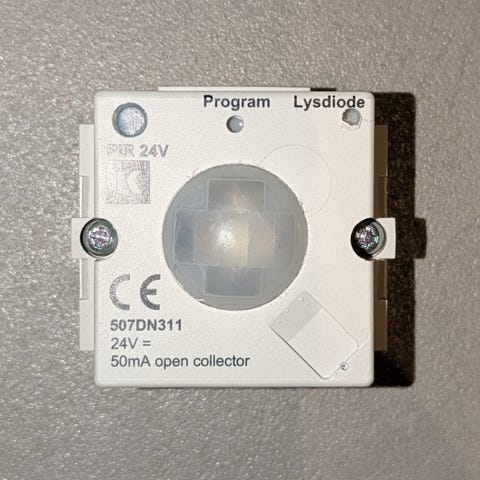 Program Lysdiode
PIR 24V
K
CE
507DN311
24V =
50mA open collector